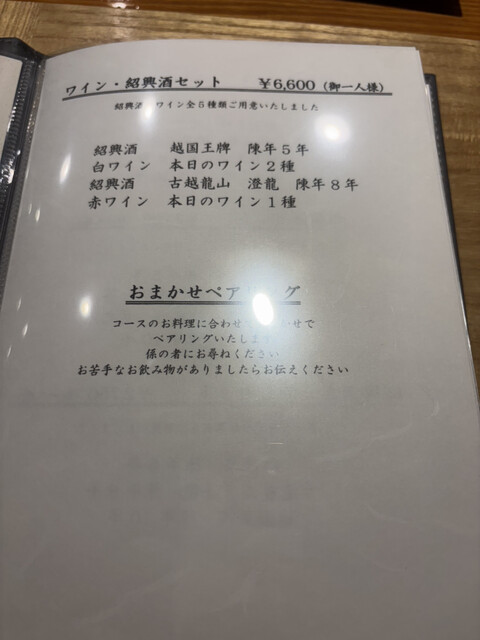 ワイン・紹興酒セット ￥6,600(御一人様)
紹興酒 ワイン全5種類ご用意いたしました
紹興酒 越国王牌 陳年5年
白ワイン 本日のワイン2種
紹興酒 古越龍山 澄龍 陳年8年
赤ワイン 本日のワイン1種
おまかせペアリング
コースのお料理に合わせ せで
ペアリングいたします
係の者にお尋ねください
お苦手なお飲み物がありましたらお伝えください